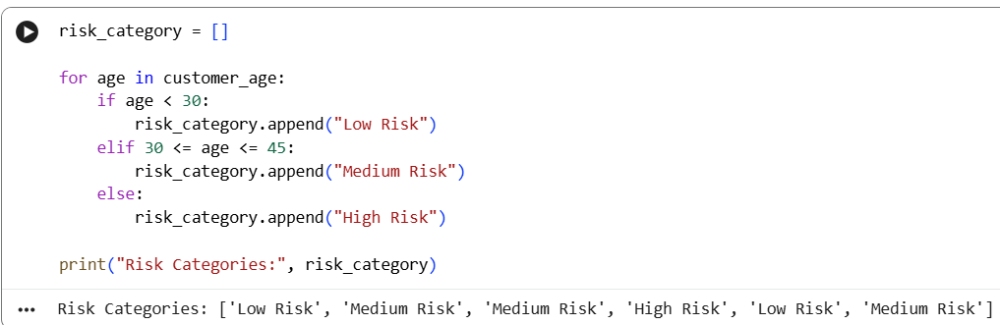 risk_category = []
for age in customer_age:
    if age < 30:
        risk_category.append("Low Risk")
    elif 30 <= age <= 45:
        risk_category.append("Medium Risk")
    else:
        risk_category.append("High Risk")
print("Risk Categories:", risk_category)
Risk Categories: ['Low Risk', 'Medium Risk', 'Medium Risk', 'High Risk', 'Low Risk', 'Medium Risk']